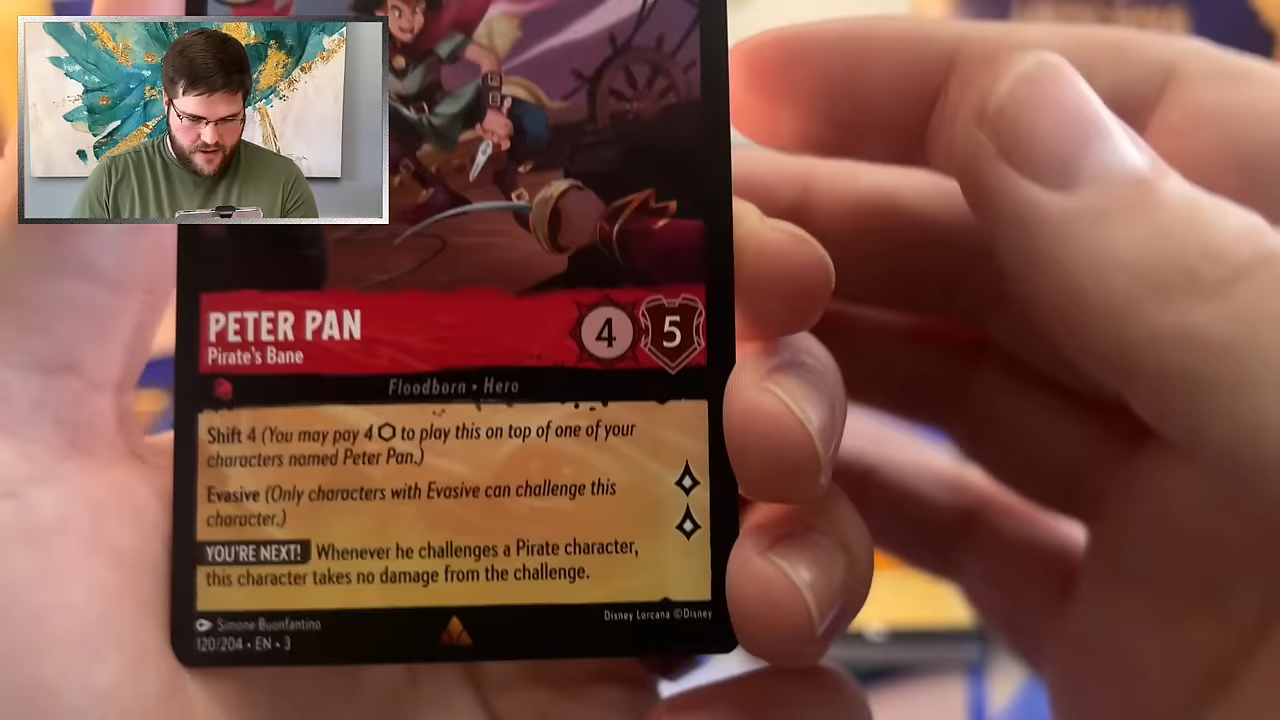 PETER PAN
4
5
Pirate's Bane
Floodborn • Hero
Shift 4 (You may pay 4 ⬡ to play this on top of one of your
characters named Peter Pan.)
Evasive (Only characters with Evasive can challenge this
character.)
YOU'RE NEXT! Whenever he challenges a Pirate character,
this character takes no damage from the challenge.
Simone Buonfantino
Disney Lorcana ©Disney
120/204 • EN • 3